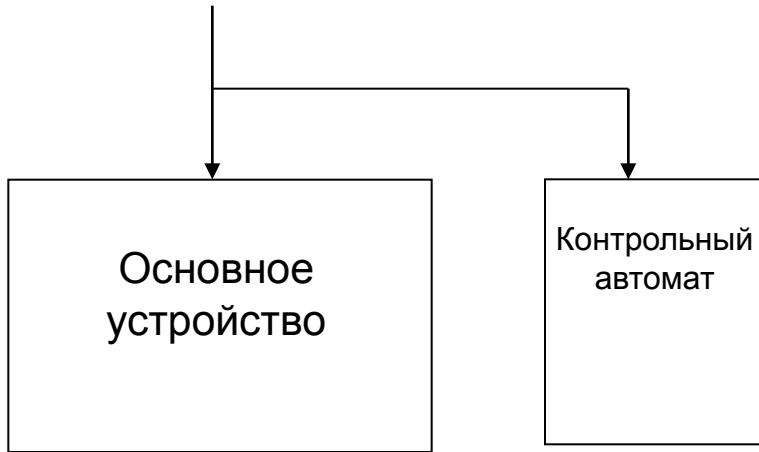 Основное
устройство
Контрольный
автомат